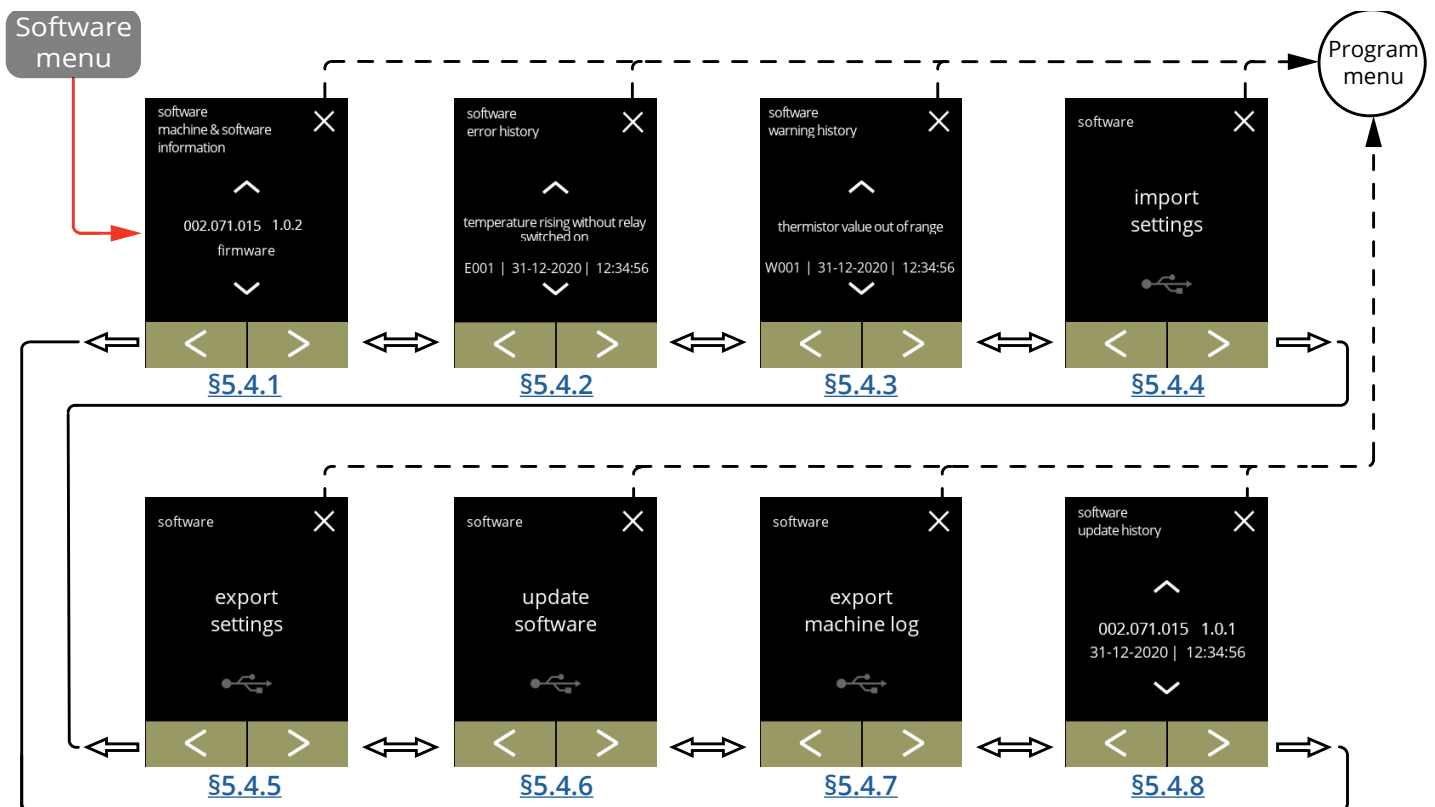 Software
menu
Program
menu
software
machine & software
information
002.071.015 1.0.2
firmware
§5.4.1
software
error history
temperature rising without relay
switched on
E001 | 31-12-2020 | 12:34:56
§5.4.2
software
warning history
thermistor value out of range
W001 | 31-12-2020 | 12:34:56
§5.4.3
software
import
settings
§5.4.4
software
export
settings
§5.4.5
software
update
software
§5.4.6
software
export
machine log
§5.4.7
software
update history
002.071.015 1.0.1
31-12-2020 | 12:34:56
§5.4.8